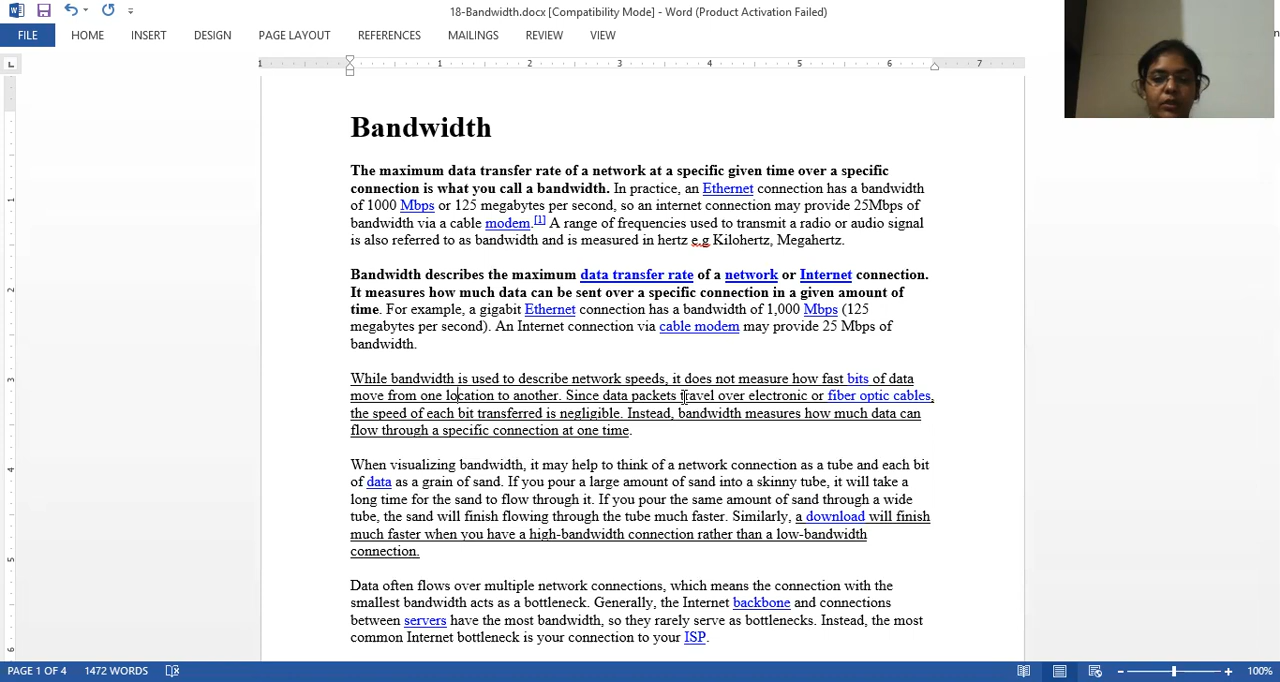 18-Bandwidth.docx [Compatibility Mode] - Word (Product Activation Failed)
FILE HOME INSERT DESIGN PAGE LAYOUT REFERENCES MAILINGS REVIEW VIEW n
1 1 2 3 4 5 6 7
Bandwidth
The maximum data transfer rate of a network at a specific given time over a specific
connection is what you call a bandwidth. In practice, an Ethernet connection has a bandwidth
of 1000 Mbps or 125 megabytes per second, so an internet connection may provide 25Mbps of
bandwidth via a cable modem.[1] A range of frequencies used to transmit a radio or audio signal
is also referred to as bandwidth and is measured in hertz e.g Kilohertz, Megahertz.
Bandwidth describes the maximum data transfer rate of a network or Internet connection.
It measures how much data can be sent over a specific connection in a given amount of
time. For example, a gigabit Ethernet connection has a bandwidth of 1,000 Mbps (125
megabytes per second). An Internet connection via cable modem may provide 25 Mbps of
bandwidth.
While bandwidth is used to describe network speeds, it does not measure how fast bits of data
move from one location to another. Since data packets travel over electronic or fiber optic cables,
the speed of each bit transferred is negligible. Instead, bandwidth measures how much data can
flow through a specific connection at one time.
When visualizing bandwidth, it may help to think of a network connection as a tube and each bit
of data as a grain of sand. If you pour a large amount of sand into a skinny tube, it will take a
long time for the sand to flow through it. If you pour the same amount of sand through a wide
tube, the sand will finish flowing through the tube much faster. Similarly, a download will finish
much faster when you have a high-bandwidth connection rather than a low-bandwidth
connection.
Data often flows over multiple network connections, which means the connection with the
smallest bandwidth acts as a bottleneck. Generally, the Internet backbone and connections
between servers have the most bandwidth, so they rarely serve as bottlenecks. Instead, the most
common Internet bottleneck is your connection to your ISP.
1
2
3
4
5
6
PAGE 1 OF 4 1472 WORDS 100%